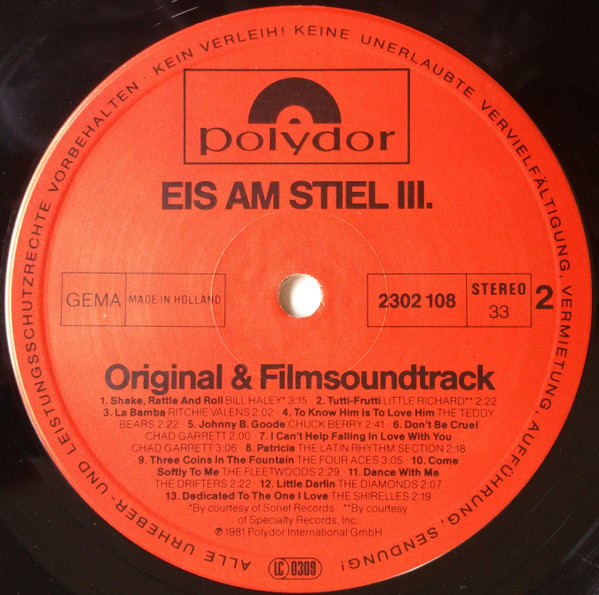 ALLE URHEBER- UND LEISTUNGSSCHUTZRECHTE VORBEHALTEN · KEIN VERLEIH! KEINE UNERLAUBTE VERVIELFÄLTIGUNG, VERMIETUNG, AUFFÜHRUNG, SENDUNG!
polydor
EIS AM STIEL III.
GEMA MADE IN HOLLAND 2302 108 STEREO 33 2
Original & Filmsoundtrack
1. Shake, Rattle And Roll BILL HALEY* 3:15 2. Tutti-Frutti LITTLE RICHARD** 2:22
3. La Bamba RITCHIE VALENS 2:02 4. To Know Him Is To Love Him THE TEDDY
BEARS 2:22 5. Johnny B. Goode CHUCK BERRY 2:41 6. Don't Be Cruel
CHAD GARRETT 2:00 7. I Can't Help Falling In Love With You
CHAD GARRETT 3:06 8. Patricia THE LATIN RHYTHM SECTION 2:18
9. Three Coins In The Fountain THE FOUR ACES 3:05 10. Come
Softly To Me THE FLEETWOODS 2:29 11. Dance With Me
THE DRIFTERS 2:22 12. Little Darlin THE DIAMONDS 2:07
13. Dedicated To The One I Love THE SHIRELLES 2:19
*By courtesy of Sonet Records **By courtesy
of Specialty Records, Inc.
℗ 1981 Polydor International GmbH
LC 0309